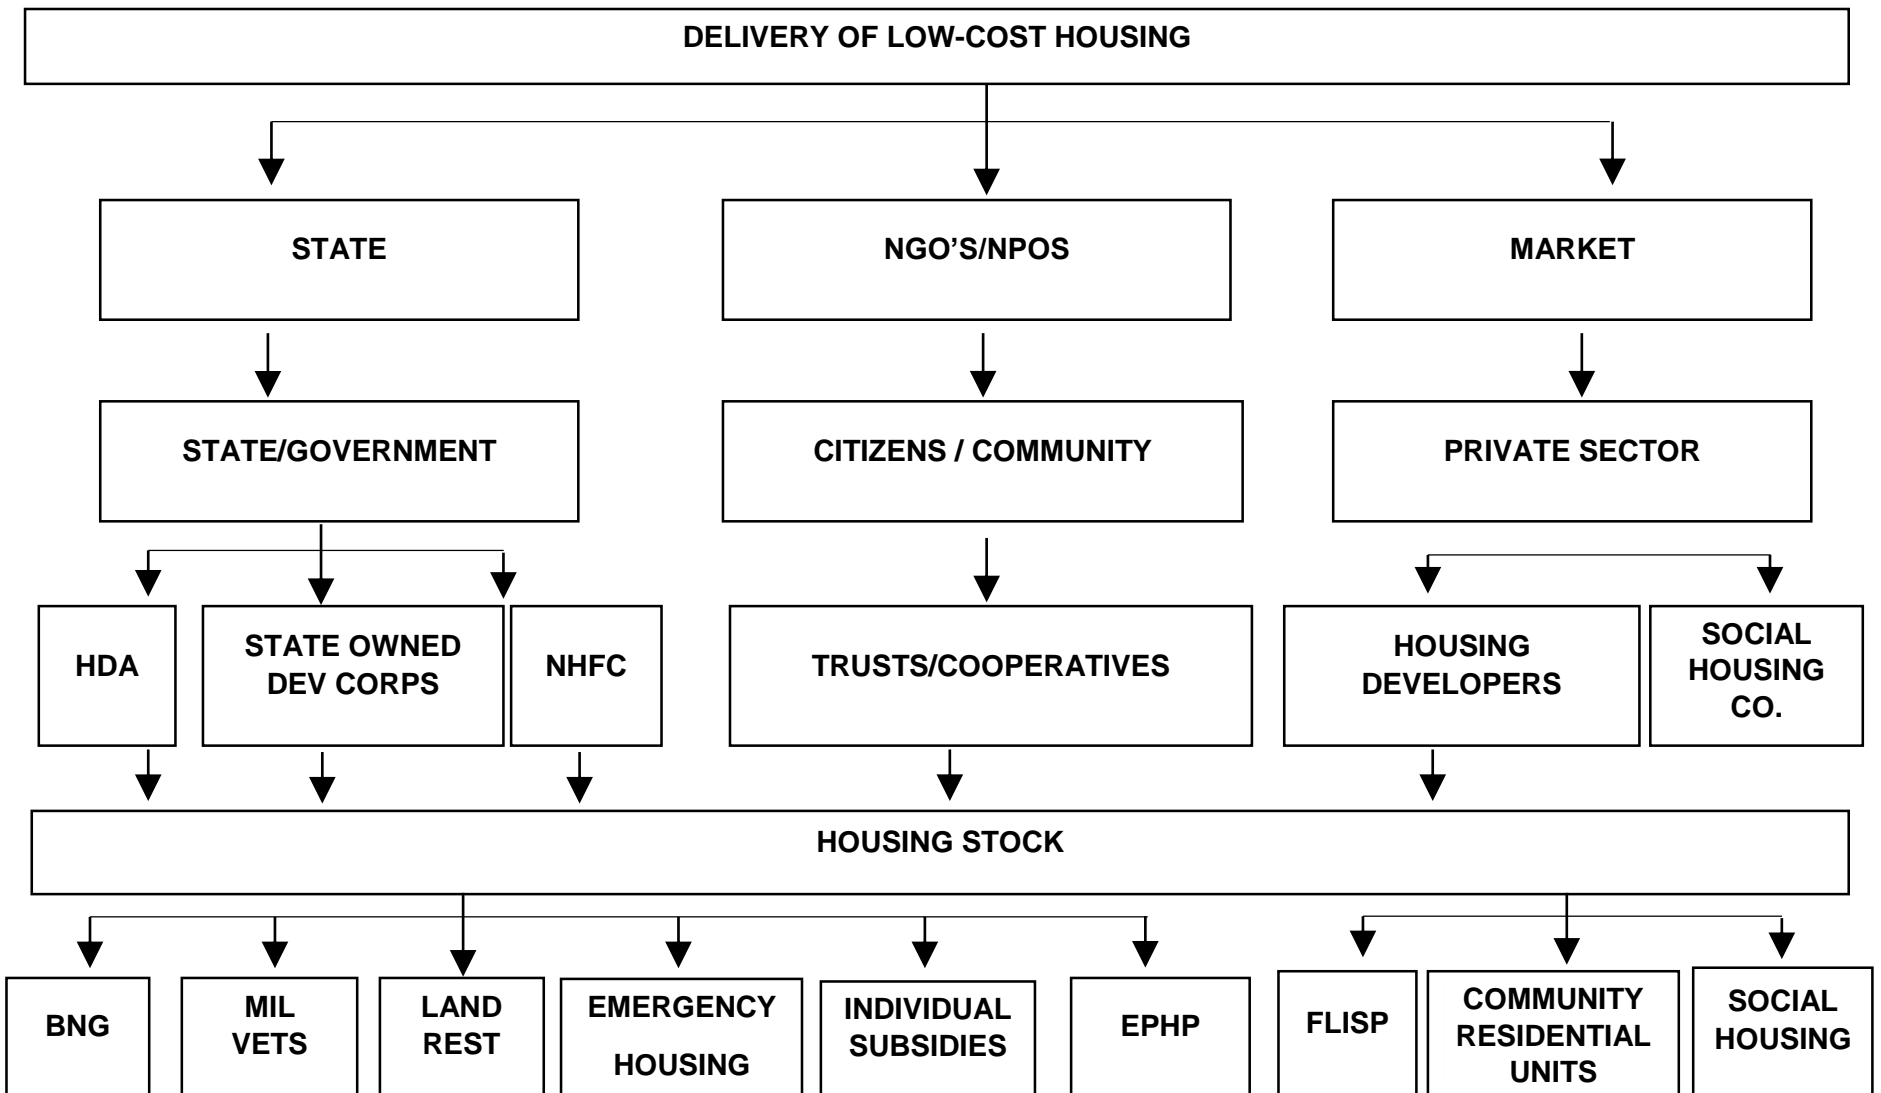 DELIVERY OF LOW-COST HOUSING
STATE
NGO’S/NPOS
MARKET
STATE/GOVERNMENT
CITIZENS / COMMUNITY
PRIVATE SECTOR
HDA
STATE OWNED
DEV CORPS
NHFC
TRUSTS/COOPERATIVES
HOUSING
DEVELOPERS
SOCIAL
HOUSING
CO.
HOUSING STOCK
BNG
MIL
VETS
LAND
REST
EMERGENCY
HOUSING
INDIVIDUAL
SUBSIDIES
EPHP
FLISP
COMMUNITY
RESIDENTIAL
UNITS
SOCIAL
HOUSING